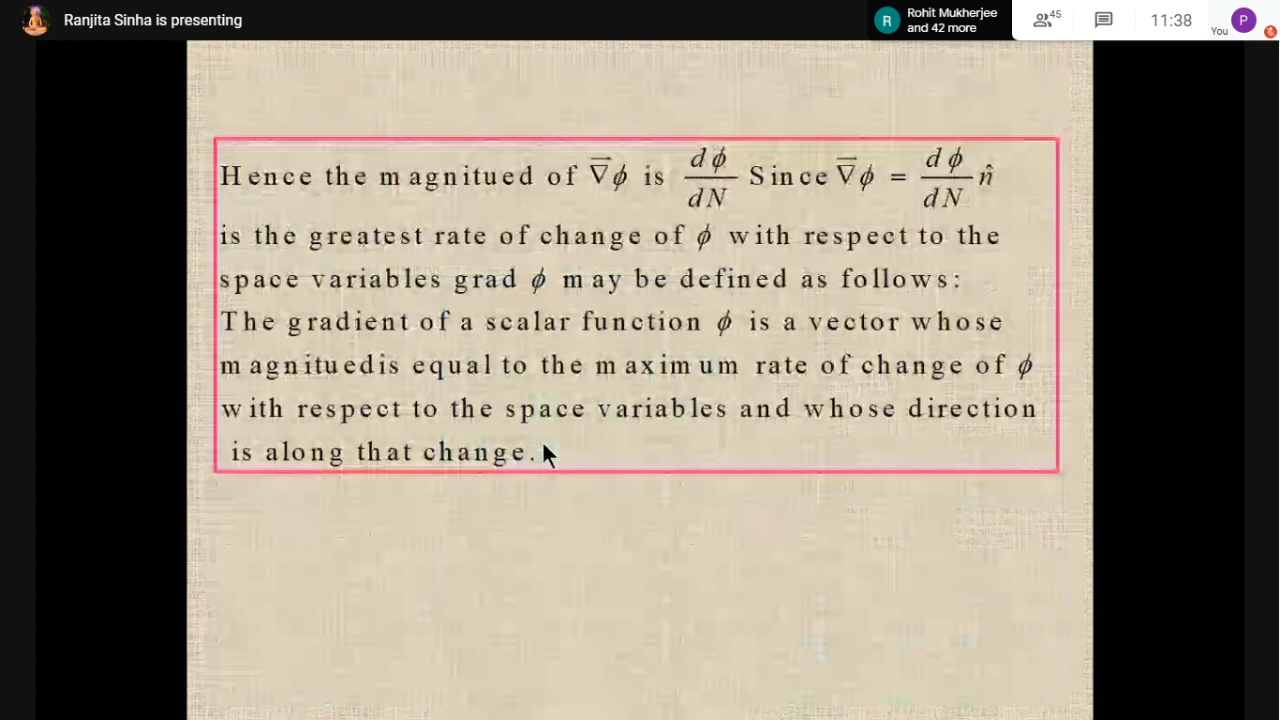 Ranjita Sinha is presenting
R
Rohit Mukherjee
and 42 more
45
11:38
You
P
Hence the magnitued of ∇⃗ϕ is dϕ/dN Since ∇⃗ϕ = dϕ/dN n̂
is the greatest rate of change of ϕ with respect to the
space variables grad ϕ may be defined as follows:
The gradient of a scalar function ϕ is a vector whose
magnituedis equal to the maximum rate of change of ϕ
with respect to the space variables and whose direction
is along that change.